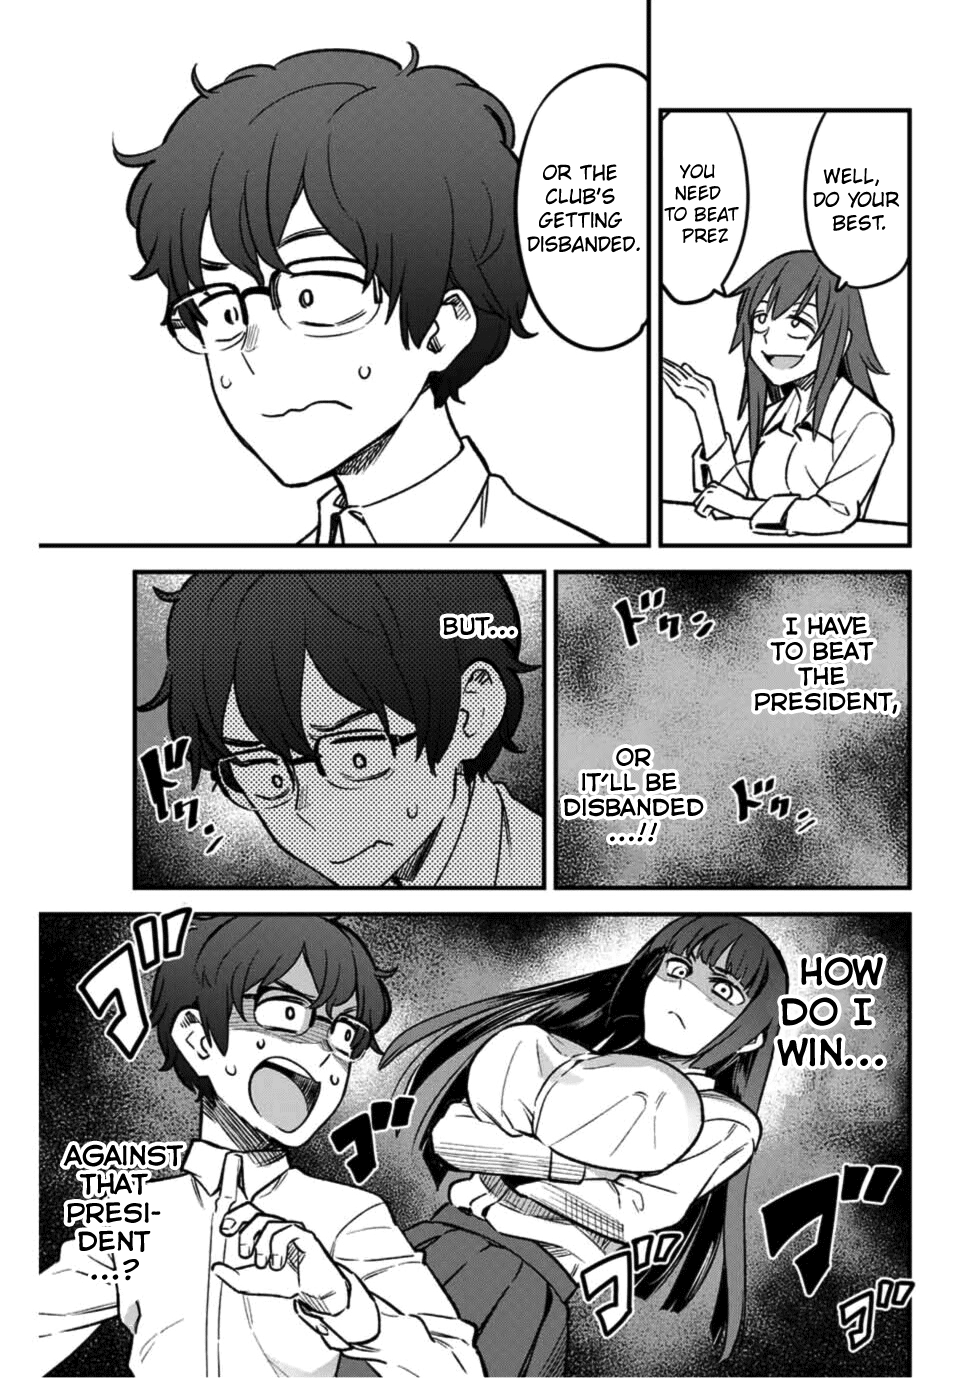 WELL,
DO YOUR
BEST.
YOU
NEED
TO BEAT
PREZ
OR THE
CLUB'S
GETTING
DISBANDED.
I HAVE
TO BEAT
THE
PRESIDENT,
ドクン
OR
IT'LL BE
DISBANDED
...!!
ドクン
BUT...
ドクン
HOW
DO I
WIN...
AGAINST
THAT
PRESI-
DENT
...?
ゴゴ
ゴ
ゴゴ
ゴゴ